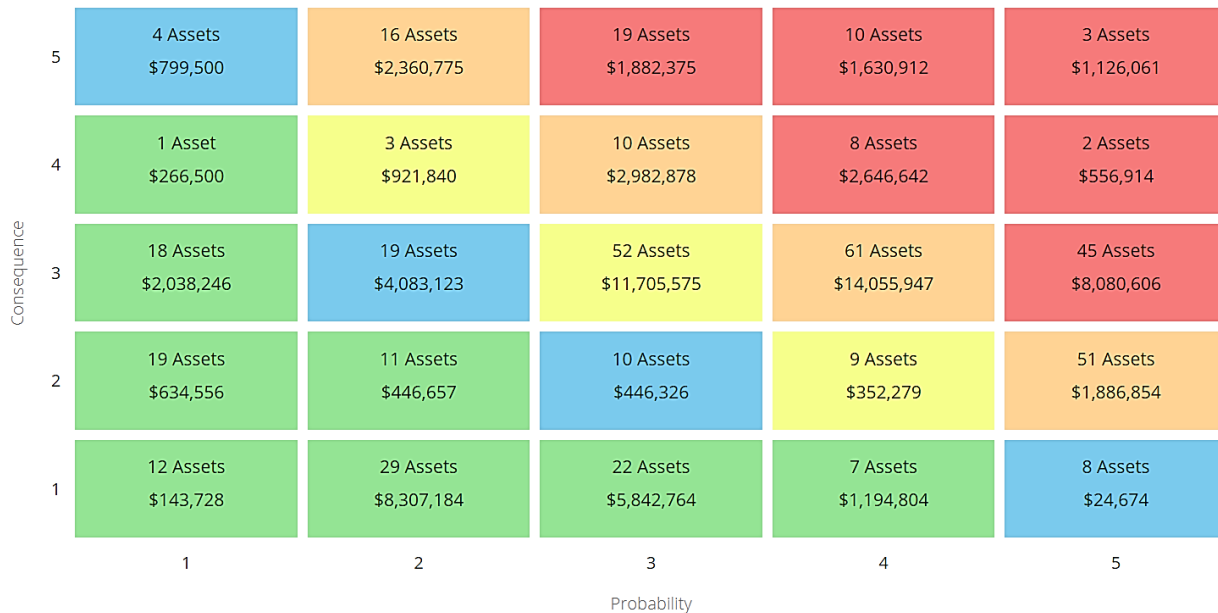 5
4 Assets
$799,500
16 Assets
$2,360,775
19 Assets
$1,882,375
10 Assets
$1,630,912
3 Assets
$1,126,061
4
1 Asset
$266,500
3 Assets
$921,840
10 Assets
$2,982,878
8 Assets
$2,646,642
2 Assets
$556,914
Consequence
3
18 Assets
$2,038,246
19 Assets
$4,083,123
52 Assets
$11,705,575
61 Assets
$14,055,947
45 Assets
$8,080,606
2
19 Assets
$634,556
11 Assets
$446,657
10 Assets
$446,326
9 Assets
$352,279
51 Assets
$1,886,854
1
12 Assets
$143,728
29 Assets
$8,307,184
22 Assets
$5,842,764
7 Assets
$1,194,804
8 Assets
$24,674
1
2
3
4
5
Probability